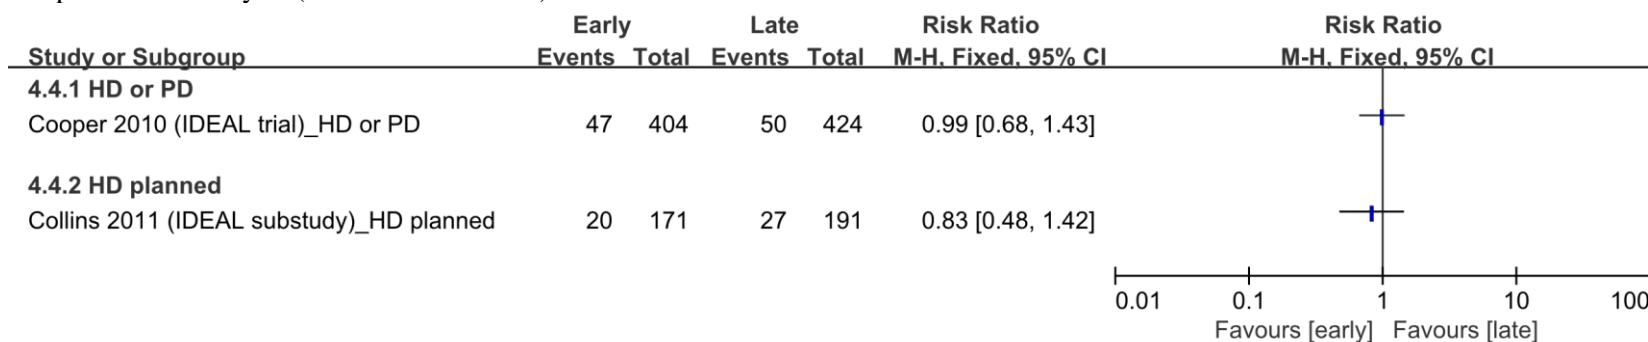 Early Late Risk Ratio Risk Ratio
Study or Subgroup Events Total Events Total M-H, Fixed, 95% CI M-H, Fixed, 95% CI
4.4.1 HD or PD
Cooper 2010 (IDEAL trial)_HD or PD 47 404 50 424 0.99 [0.68, 1.43]
4.4.2 HD planned
Collins 2011 (IDEAL substudy)_HD planned 20 171 27 191 0.83 [0.48, 1.42]
0.01 0.1 1 10 100
Favours [early] Favours [late]